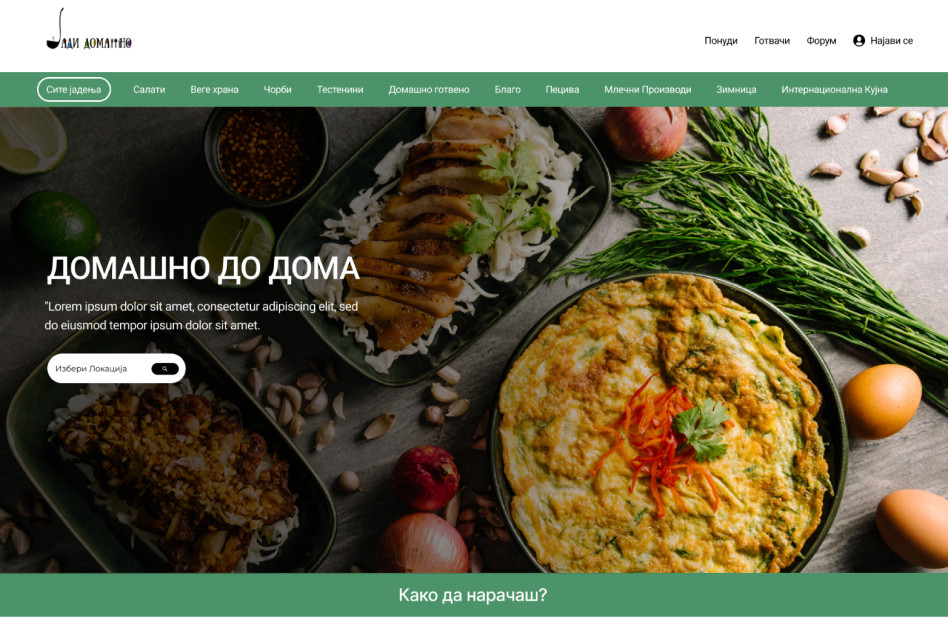 Јади домашно
Понуди Готвачи Форум Најави се
Сите јадења Салати Веге храна Чорби Тестенини Домашно готвено Благо Пецива Млечни Производи Зимница Интернационална Кујна
ДОМАШНО ДО ДОМА
"Lorem ipsum dolor sit amet, consectetur adipiscing elit, sed
do eiusmod tempor ipsum dolor sit amet.
Избери Локација
Како да нарачаш?